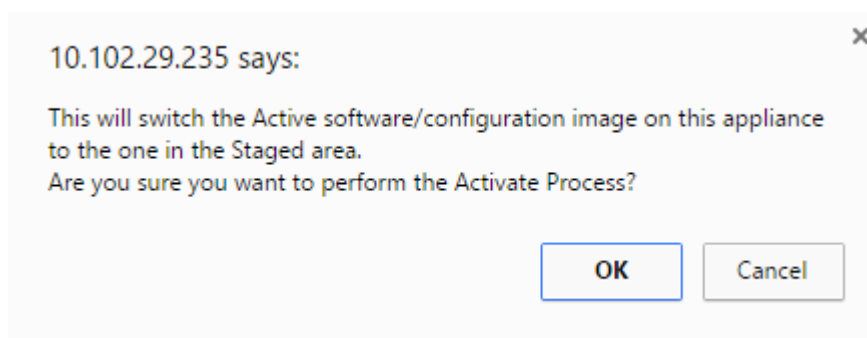 10.102.29.235 says:
This will switch the Active software/configuration image on this appliance
to the one in the Staged area.
Are you sure you want to perform the Activate Process?
OK
Cancel